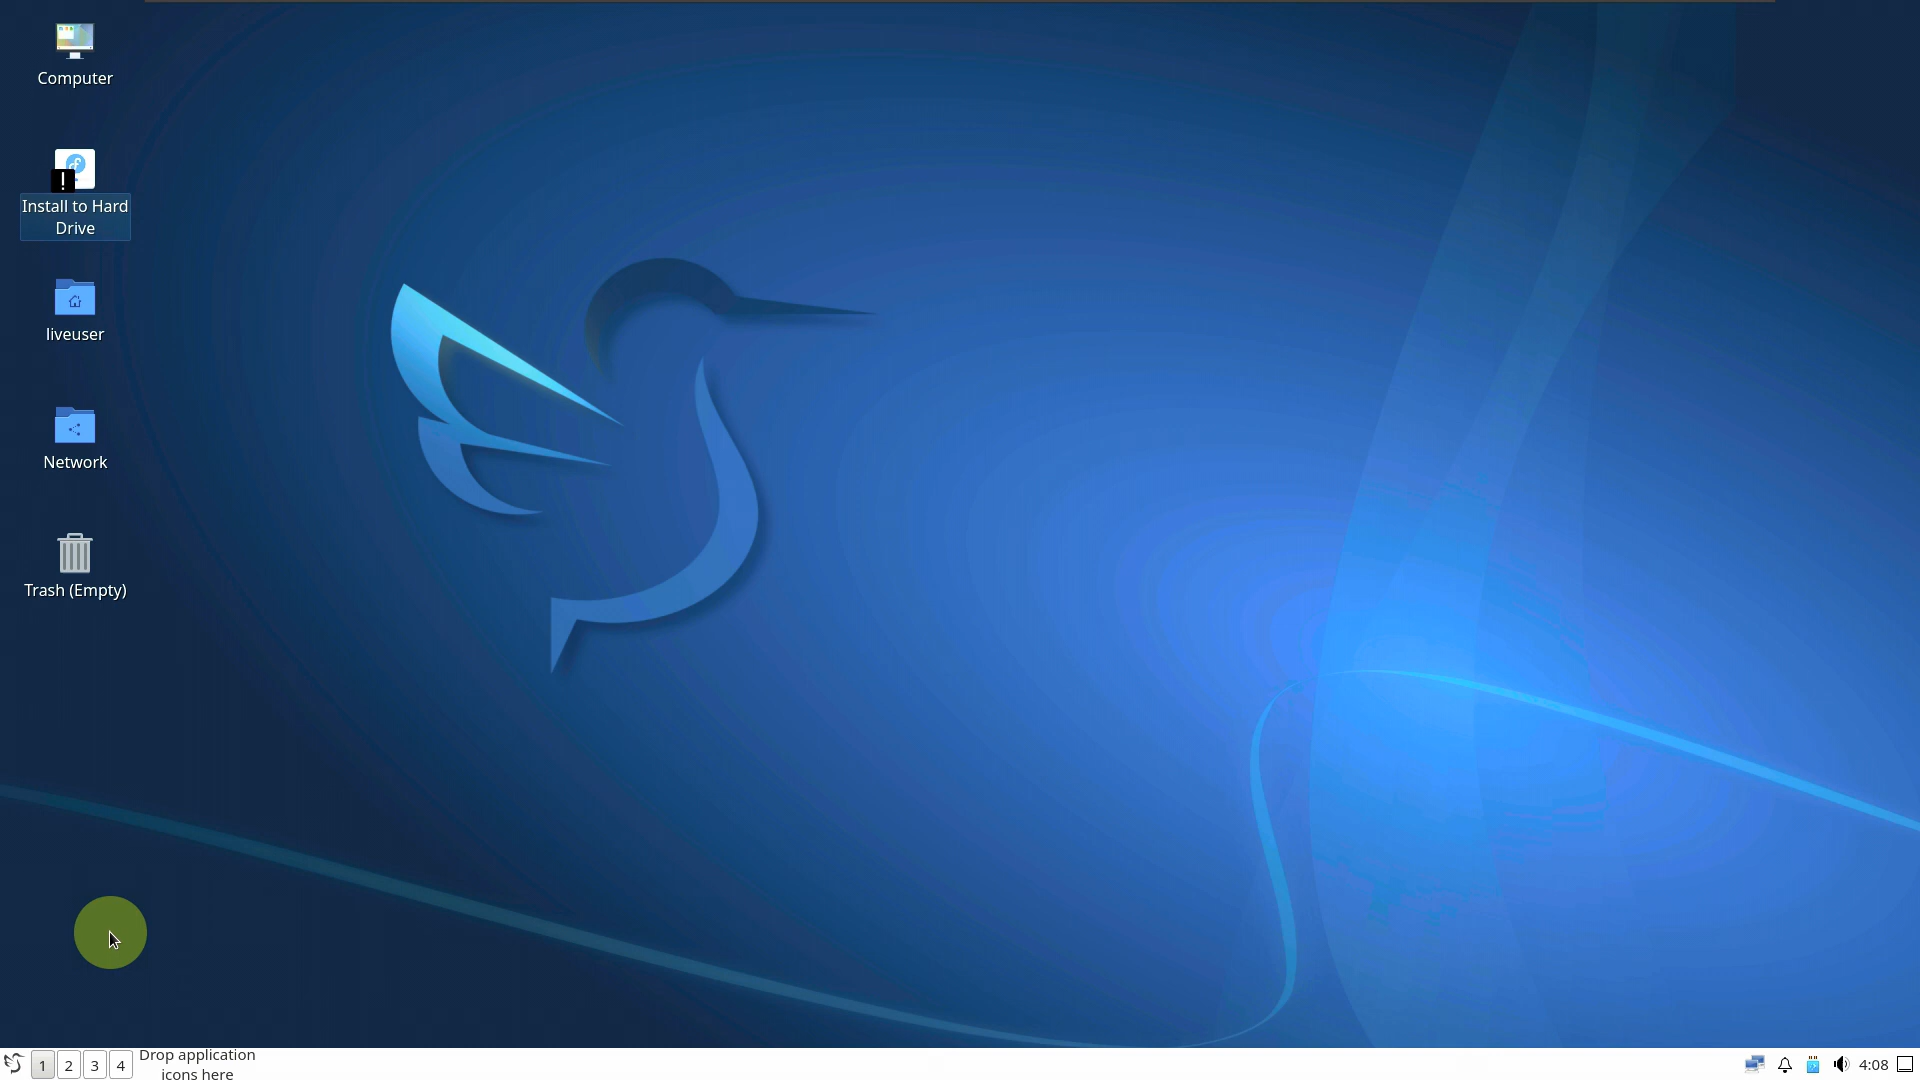 Computer
Install to Hard
Drive
liveuser
Network
Trash (Empty)
1 2 3 4
Drop application
icons here
4:08